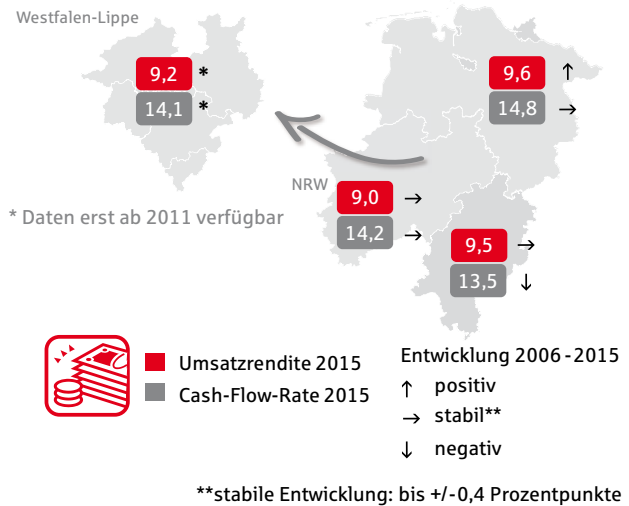 Westfalen-Lippe
9,2 *
14,1 *
9,6 ↑
14,8 →
NRW
9,0 →
14,2 →
9,5 →
13,5 ↓
* Daten erst ab 2011 verfügbar
Umsatzrendite 2015
Cash-Flow-Rate 2015
Entwicklung 2006-2015
↑ positiv
→ stabil**
↓ negativ
**stabile Entwicklung: bis +/-0,4 Prozentpunkte